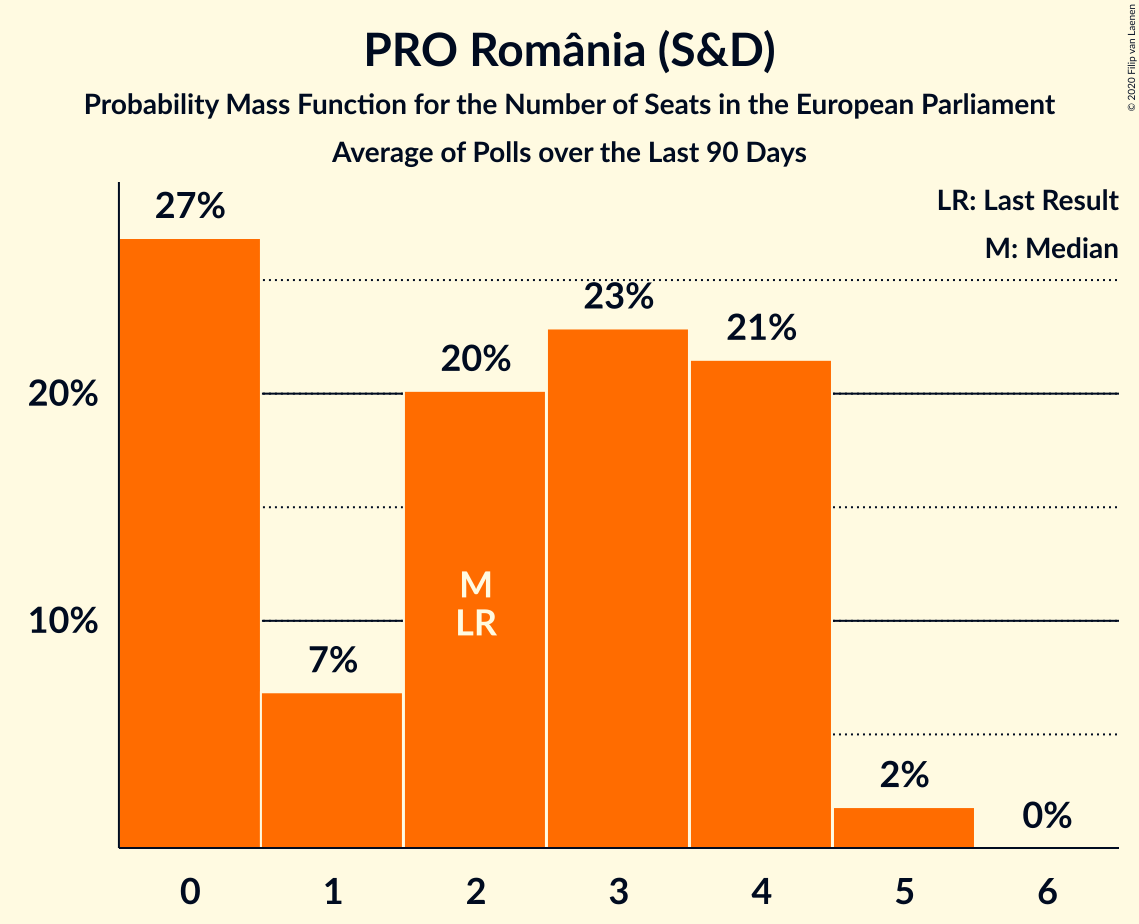 PRO România (S&D)
Probability Mass Function for the Number of Seats in the European Parliament
Average of Polls over the Last 90 Days
© 2020 Filip van Laenen
LR: Last Result
M: Median
27%
7%
20%
23%
21%
2%
0%
20%
10%
M
LR
0 1 2 3 4 5 6